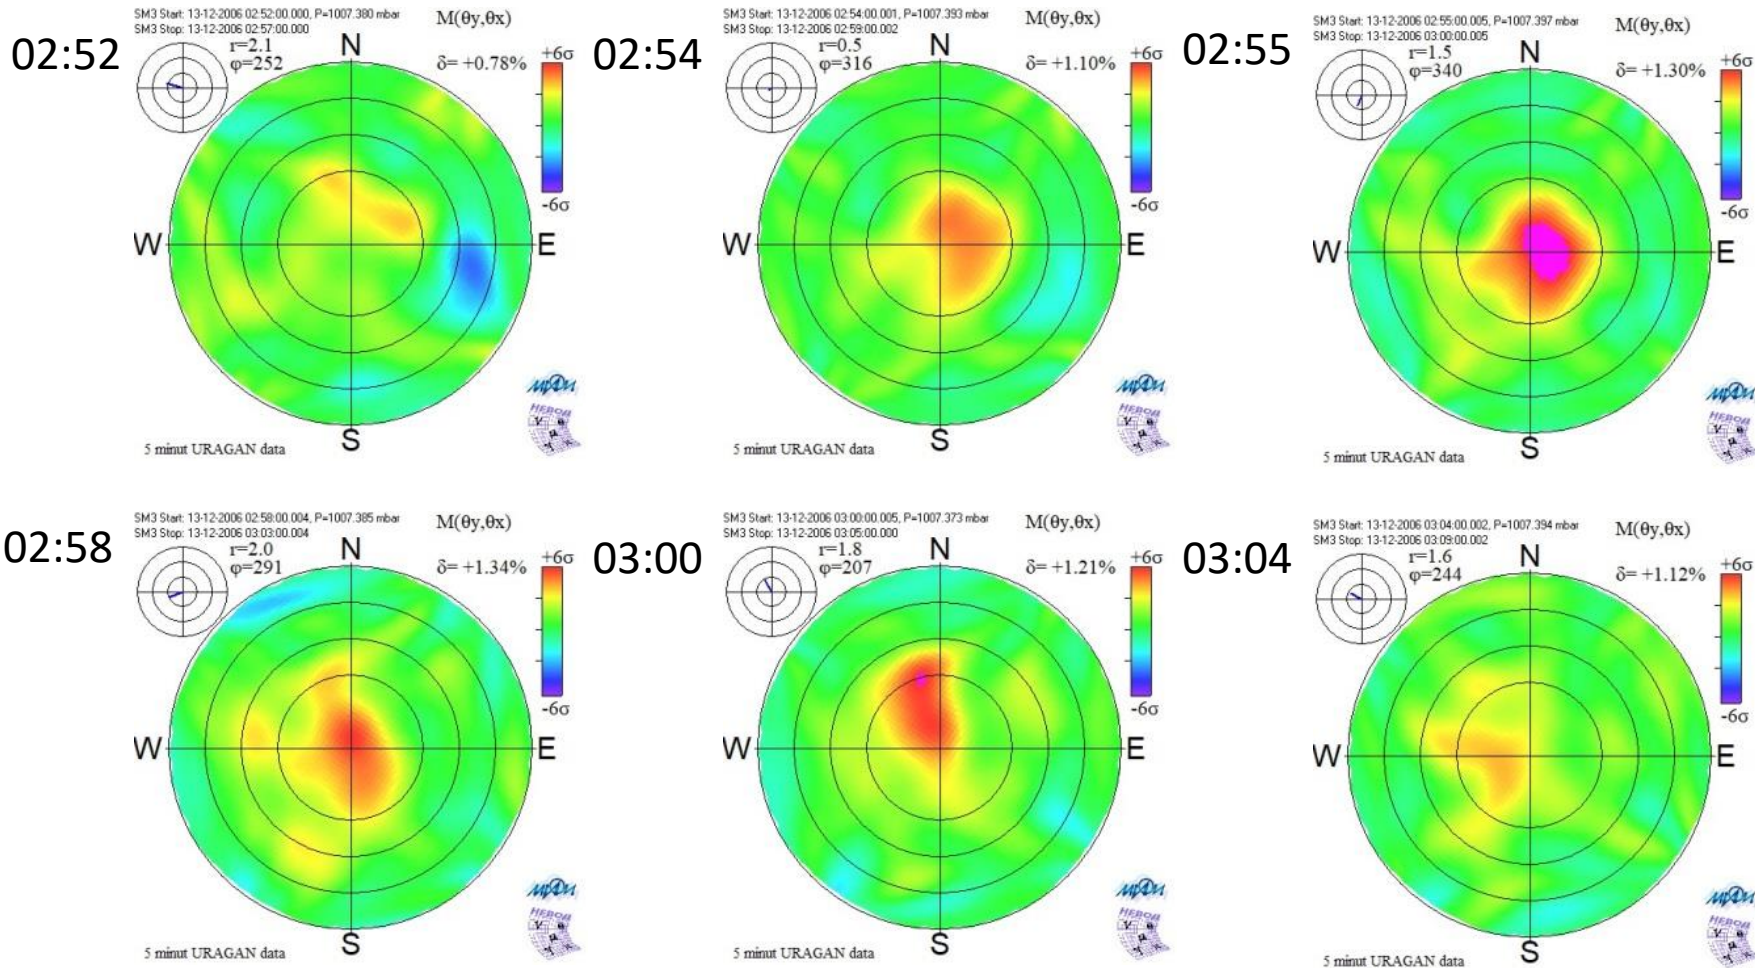 02:52
SM3 Start: 13-12-2006 02:52:00.000, P=1007.380 mbar
SM3 Stop: 13-12-2006 02:57:00.000
M(θy,θx)
r=2.1
φ=252
N
δ= +0.78%
+6σ
-6σ
W
E
S
5 minut URAGAN data
НЕВОД
02:54
SM3 Start: 13-12-2006 02:54:00.001, P=1007.393 mbar
SM3 Stop: 13-12-2006 02:59:00.002
M(θy,θx)
r=0.5
φ=316
N
δ= +1.10%
+6σ
-6σ
W
E
S
5 minut URAGAN data
НЕВОД
02:55
SM3 Start: 13-12-2006 02:55:00.005, P=1007.397 mbar
SM3 Stop: 13-12-2006 03:00:00.005
M(θy,θx)
r=1.5
φ=340
N
δ= +1.30%
+6σ
-6σ
W
E
S
5 minut URAGAN data
НЕВОД
02:58
SM3 Start: 13-12-2006 02:58:00.004, P=1007.385 mbar
SM3 Stop: 13-12-2006 03:03:00.004
M(θy,θx)
r=2.0
φ=291
N
δ= +1.34%
+6σ
-6σ
W
E
S
5 minut URAGAN data
НЕВОД
03:00
SM3 Start: 13-12-2006 03:00:00.005, P=1007.373 mbar
SM3 Stop: 13-12-2006 03:05:00.000
M(θy,θx)
r=1.8
φ=207
N
δ= +1.21%
+6σ
-6σ
W
E
S
5 minut URAGAN data
НЕВОД
03:04
SM3 Start: 13-12-2006 03:04:00.002, P=1007.394 mbar
SM3 Stop: 13-12-2006 03:09:00.002
M(θy,θx)
r=1.6
φ=244
N
δ= +1.12%
+6σ
-6σ
W
E
S
5 minut URAGAN data
НЕВОД